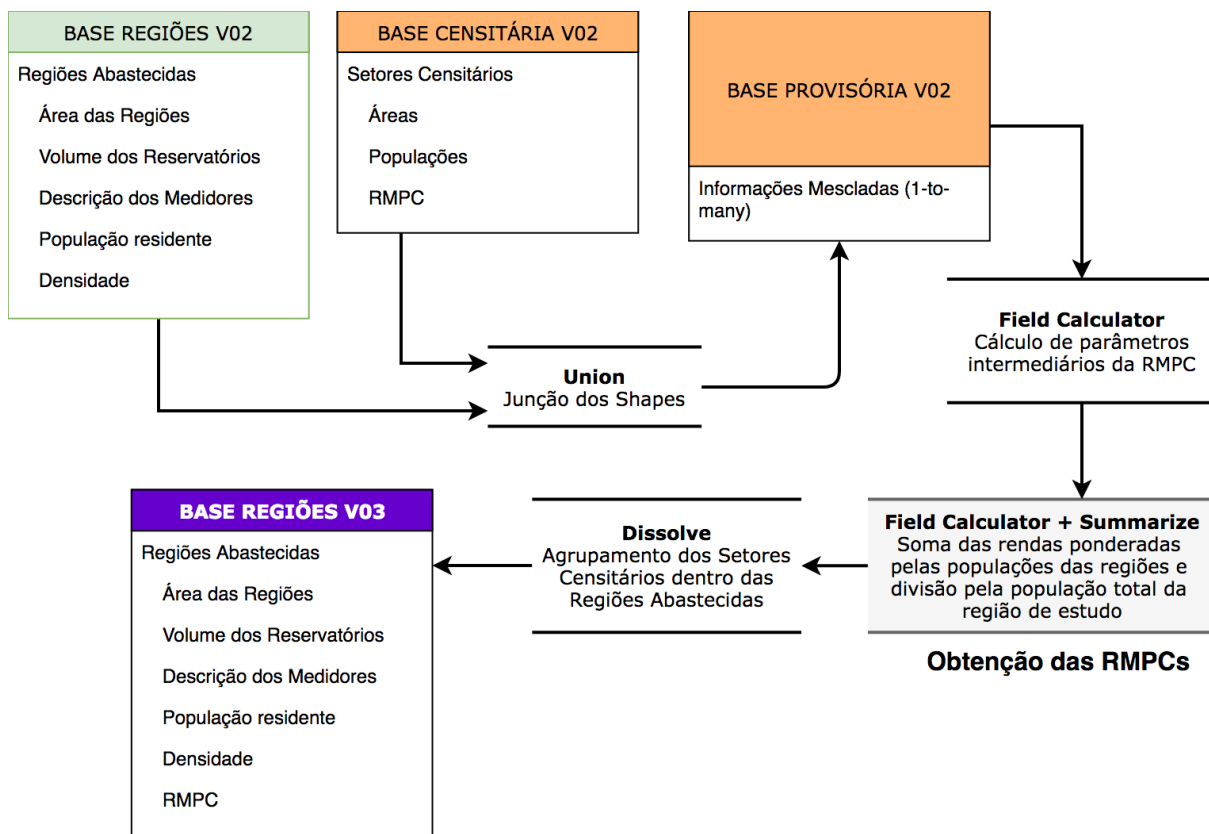 BASE REGIÕES V02
Regiões Abastecidas
Área das Regiões
Volume dos Reservatórios
Descrição dos Medidores
População residente
Densidade
BASE CENSITÁRIA V02
Setores Censitários
Áreas
Populações
RMPC
BASE PROVISÓRIA V02
Informações Mescladas (1-to-
many)
Union
Junção dos Shapes
Field Calculator
Cálculo de parâmetros
intermediários da RMPC
Field Calculator + Summarize
Soma das rendas ponderadas
pelas populações das regiões e
divisão pela população total da
região de estudo
Obtenção das RMPCs
Dissolve
Agrupamento dos Setores
Censitários dentro das
Regiões Abastecidas
BASE REGIÕES V03
Regiões Abastecidas
Área das Regiões
Volume dos Reservatórios
Descrição dos Medidores
População residente
Densidade
RMPC